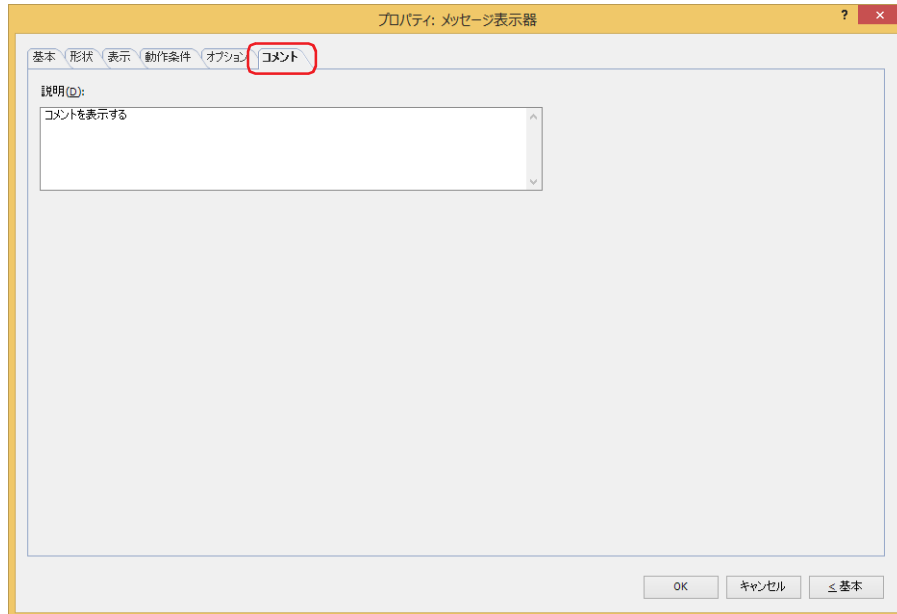 プロパティ: メッセージ表示器
? ×
基本 形状 表示 動作条件 オプション コメント
説明(D):
コメントを表示する
OK キャンセル < 基本